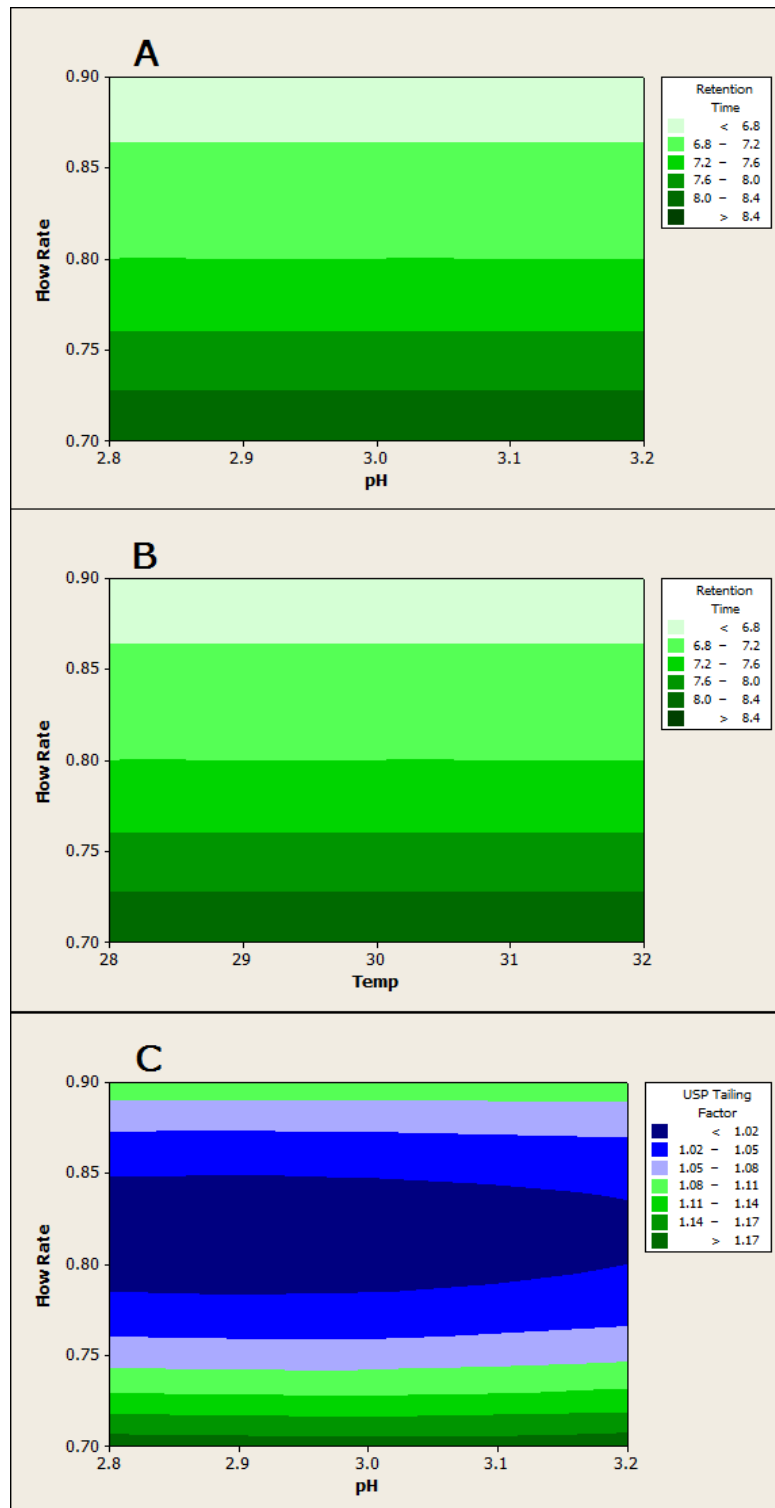 A
0.90
0.85
0.80
0.75
0.70
Flow Rate
2.8 2.9 3.0 3.1 3.2
pH
Retention
Time
< 6.8
6.8 – 7.2
7.2 – 7.6
7.6 – 8.0
8.0 – 8.4
> 8.4
B
0.90
0.85
0.80
0.75
0.70
Flow Rate
28 29 30 31 32
Temp
Retention
Time
< 6.8
6.8 – 7.2
7.2 – 7.6
7.6 – 8.0
8.0 – 8.4
> 8.4
C
0.90
0.85
0.80
0.75
0.70
Flow Rate
2.8 2.9 3.0 3.1 3.2
pH
USP Tailing
Factor
< 1.02
1.02 – 1.05
1.05 – 1.08
1.08 – 1.11
1.11 – 1.14
1.14 – 1.17
> 1.17